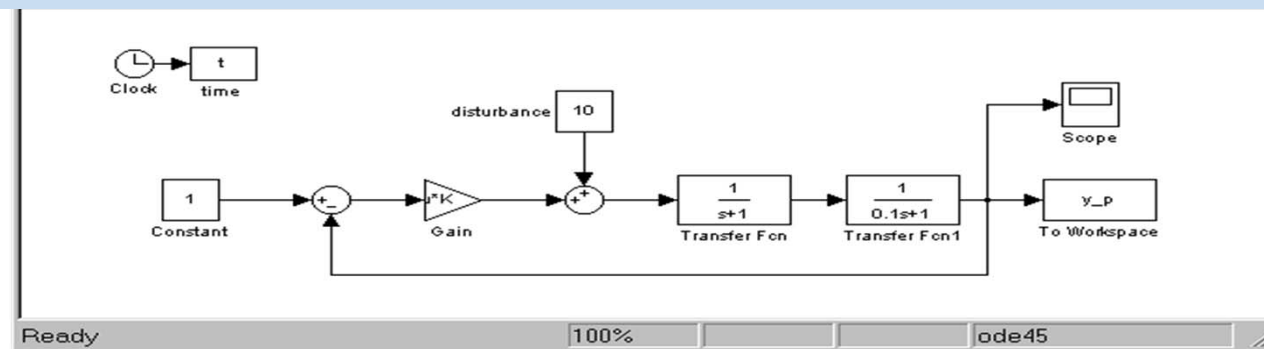 t
Clock
time
disturbance
10
Scope
1
+
-
u*K
+
+
1
s+1
1
0.1s+1
y_p
Constant
Gain
Transfer Fcn
Transfer Fcn1
To Workspace
Ready
100%
ode45